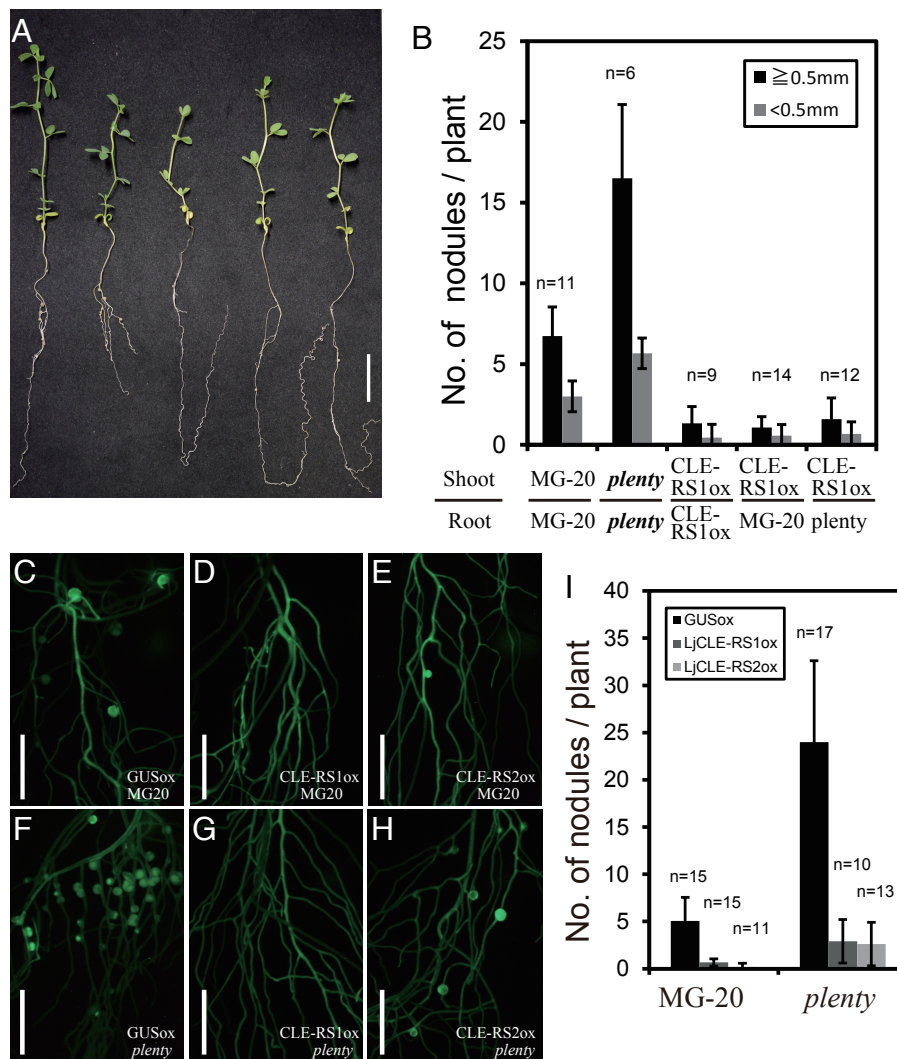 A
B
No. of nodules / plant
25
20
15
10
5
0
≧0.5mm
<0.5mm
n=11
n=6
n=9
n=14
n=12
Shoot
MG-20
plenty
CLE-
RS1ox
CLE-
RS1ox
CLE-
RS1ox
Root
MG-20
plenty
CLE-
RS1ox
MG-20
plenty
C
GUSox
MG20
D
CLE-RS1ox
MG20
E
CLE-RS2ox
MG20
F
GUSox
plenty
G
CLE-RS1ox
plenty
H
CLE-RS2ox
plenty
I
No. of nodules / plant
40
35
30
25
20
15
10
5
0
GUSox
LjCLE-RS1ox
LjCLE-RS2ox
n=15
n=15
n=11
n=17
n=10
n=13
MG-20
plenty